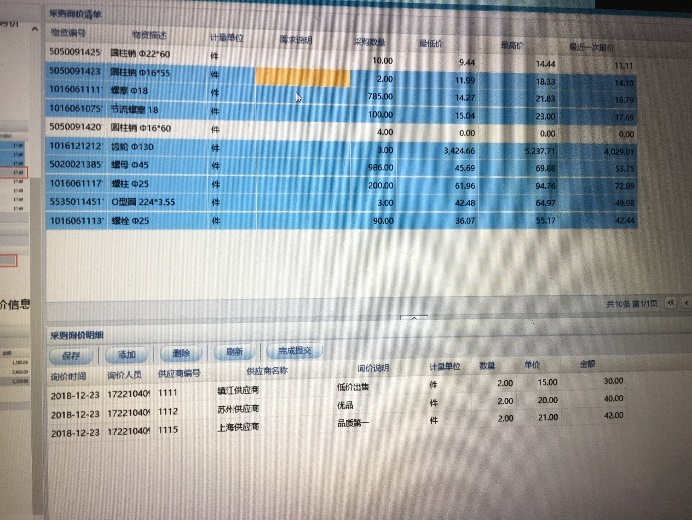 采购询价清单
物资编号 物资描述 计量单位 需求说明 采购数量 最低价 最高价 最近一次报价
5050091425 圆柱销 Φ22*60 件 10.00 9.44 14.44 11.11
5050091423 圆柱销 Φ16*55 件 2.00 11.99 18.33 14.10
1016061111 螺塞 Φ18 件 785.00 14.27 21.83 16.79
1016061075 节流螺塞 18 件 100.00 15.04 23.00 17.69
5050091420 圆柱销 Φ16*60 件 4.00 0.00 0.00 0.00
1016121212 齿轮 Φ130 件 3.00 3,424.66 5,237.71 4,029.01
5020021385 螺母 Φ45 件 986.00 45.69 69.88 53.75
1016061117 螺柱 Φ25 件 200.00 61.96 94.76 72.89
5535011451 O型圈 224*3.55 件 3.00 42.48 64.97 49.98
1016061113 螺栓 Φ25 件 90.00 36.07 55.17 42.44
共10条 第1/1页
价信息
采购询价明细
保存 添加 删除 刷新 完成提交
询价时间 询价人员 供应商编号 供应商名称 询价说明 计量单位 数量 单价 金额
2018-12-23 17221040 1111 镇江供应商 低价出售 件 2.00 15.00 30.00
2018-12-23 17221040 1112 苏州供应商 优品 件 2.00 20.00 40.00
2018-12-23 17221040 1115 上海供应商 品质第一 件 2.00 21.00 42.00